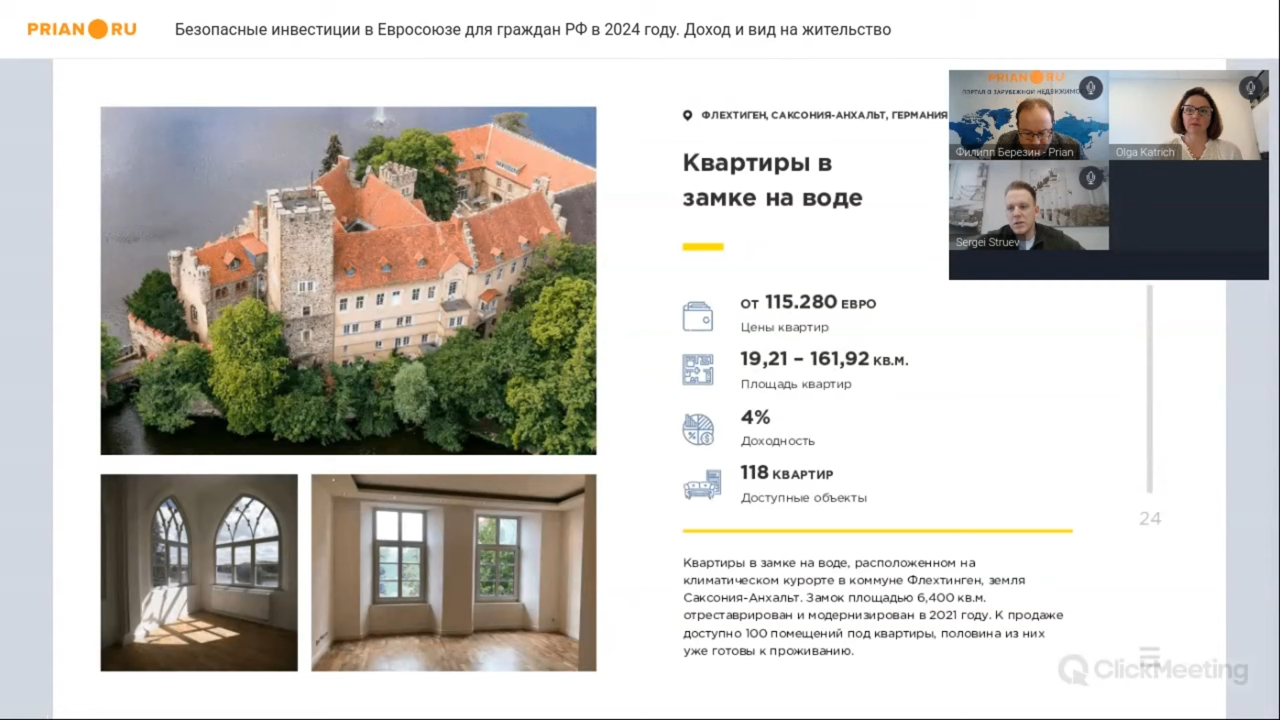 PRIAN RU
Безопасные инвестиции в Евросоюзе для граждан РФ в 2024 году. Доход и вид на жительство
ФЛЕХТИГЕН, САКСОНИЯ-АНХАЛЬТ, ГЕРМАНИЯ
PRIAN RU
ПОРТАЛ О ЗАРУБЕЖНОЙ НЕДВИЖИМО
Филипп Березин - Prian
Olga Katrich
Sergei Struev
Квартиры в
замке на воде
ОТ 115.280 ЕВРО
Цены квартир
19,21 – 161,92 КВ.М.
Площадь квартир
4%
Доходность
118 КВАРТИР
Доступные объекты
24
Квартиры в замке на воде, расположенном на
климатическом курорте в коммуне Флехтинген, земля
Саксония-Анхальт. Замок площадью 6,400 кв.м.
отреставрирован и модернизирован в 2021 году. К продаже
доступно 100 помещений под квартиры, половина из них
уже готовы к проживанию.
ClickMeeting